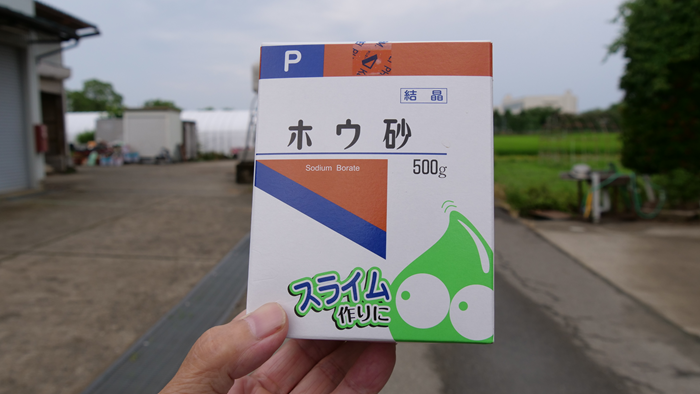 P
結晶
ホウ砂
Sodium Borate
500g
スライム
作りに